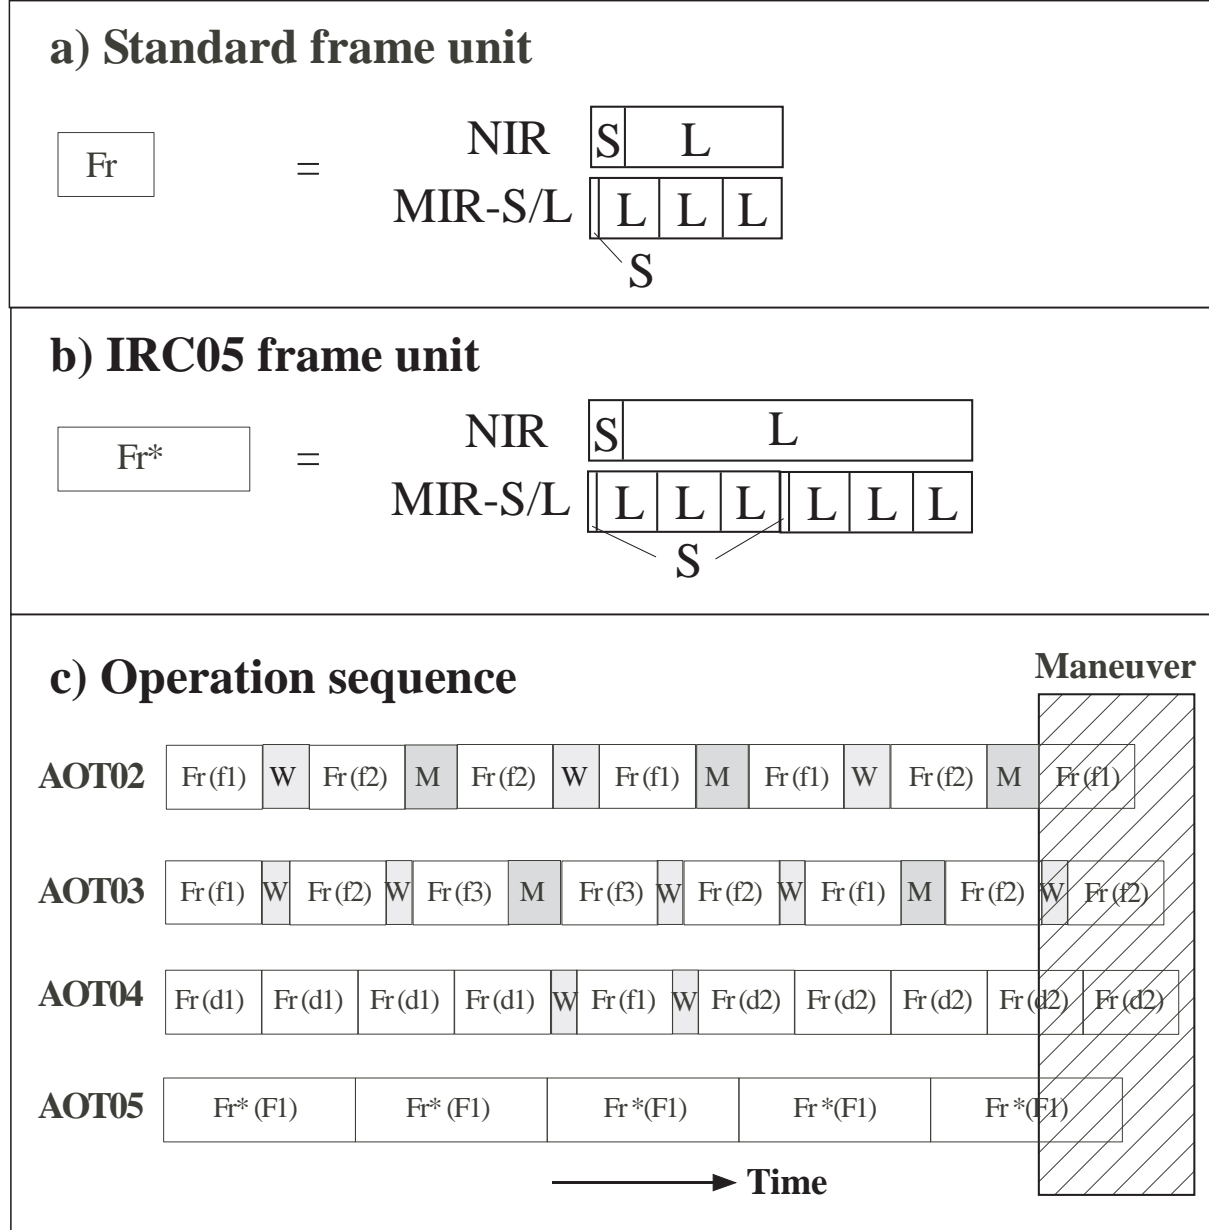 a) Standard frame unit
Fr = NIR S L
MIR-S/L L L L
S
b) IRC05 frame unit
Fr* = NIR S L
MIR-S/L L L L L L L
S
c) Operation sequence
Maneuver
AOT02 Fr(f1) W Fr(f2) M Fr(f2) W Fr(f1) M Fr(f1) W Fr(f2) M Fr(f1)
AOT03 Fr(f1) W Fr(f2) W Fr(f3) M Fr(f3) W Fr(f2) W Fr(f1) M Fr(f2) W Fr(f2)
AOT04 Fr(d1) Fr(d1) Fr(d1) Fr(d1) W Fr(f1) W Fr(d2) Fr(d2) Fr(d2) Fr(d2) Fr(d2)
AOT05 Fr*(F1) Fr*(F1) Fr*(F1) Fr*(F1) Fr*(F1)
Time